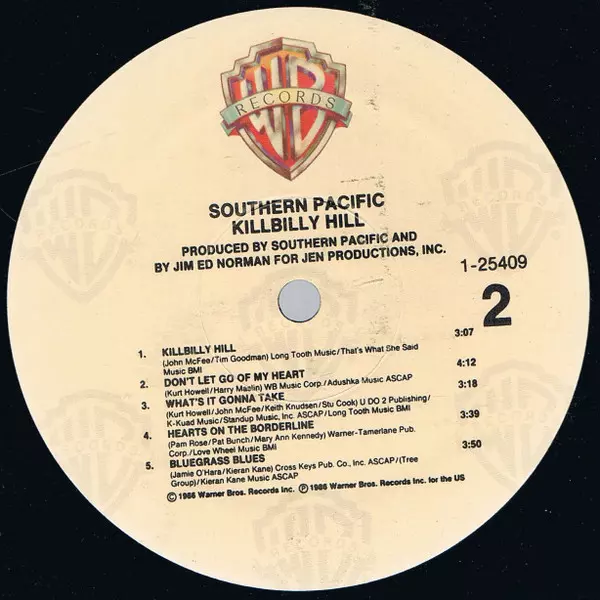 WB
RECORDS
SOUTHERN PACIFIC
KILLBILLY HILL
PRODUCED BY SOUTHERN PACIFIC AND
BY JIM ED NORMAN FOR JEN PRODUCTIONS, INC.
1-25409
2
1. KILLBILLY HILL 3:07
(John McFee/Tim Goodman) Long Tooth Music/That's What She Said
Music BMI
2. DON'T LET GO OF MY HEART 4:12
(Kurt Howell/Harry Maslin) WB Music Corp./Adushka Music ASCAP
3. WHAT'S IT GONNA TAKE 3:18
(Kurt Howell/John McFee/Keith Knudsen/Stu Cook) U DO 2 Publishing/
K-Kuad Music/Standup Music, Inc. ASCAP/Long Tooth Music BMI
4. HEARTS ON THE BORDERLINE 3:39
(Pam Rose/Pat Bunch/Mary Ann Kennedy) Warner-Tamerlane Pub.
Corp./Love Wheel Music BMI
5. BLUEGRASS BLUES 3:50
(Jamie O'Hara/Kieran Kane) Cross Keys Pub. Co., Inc. ASCAP/(Tree
Group)/Kieran Kane Music ASCAP
© 1986 Warner Bros. Records Inc. ℗ 1986 Warner Bros. Records Inc. for the US